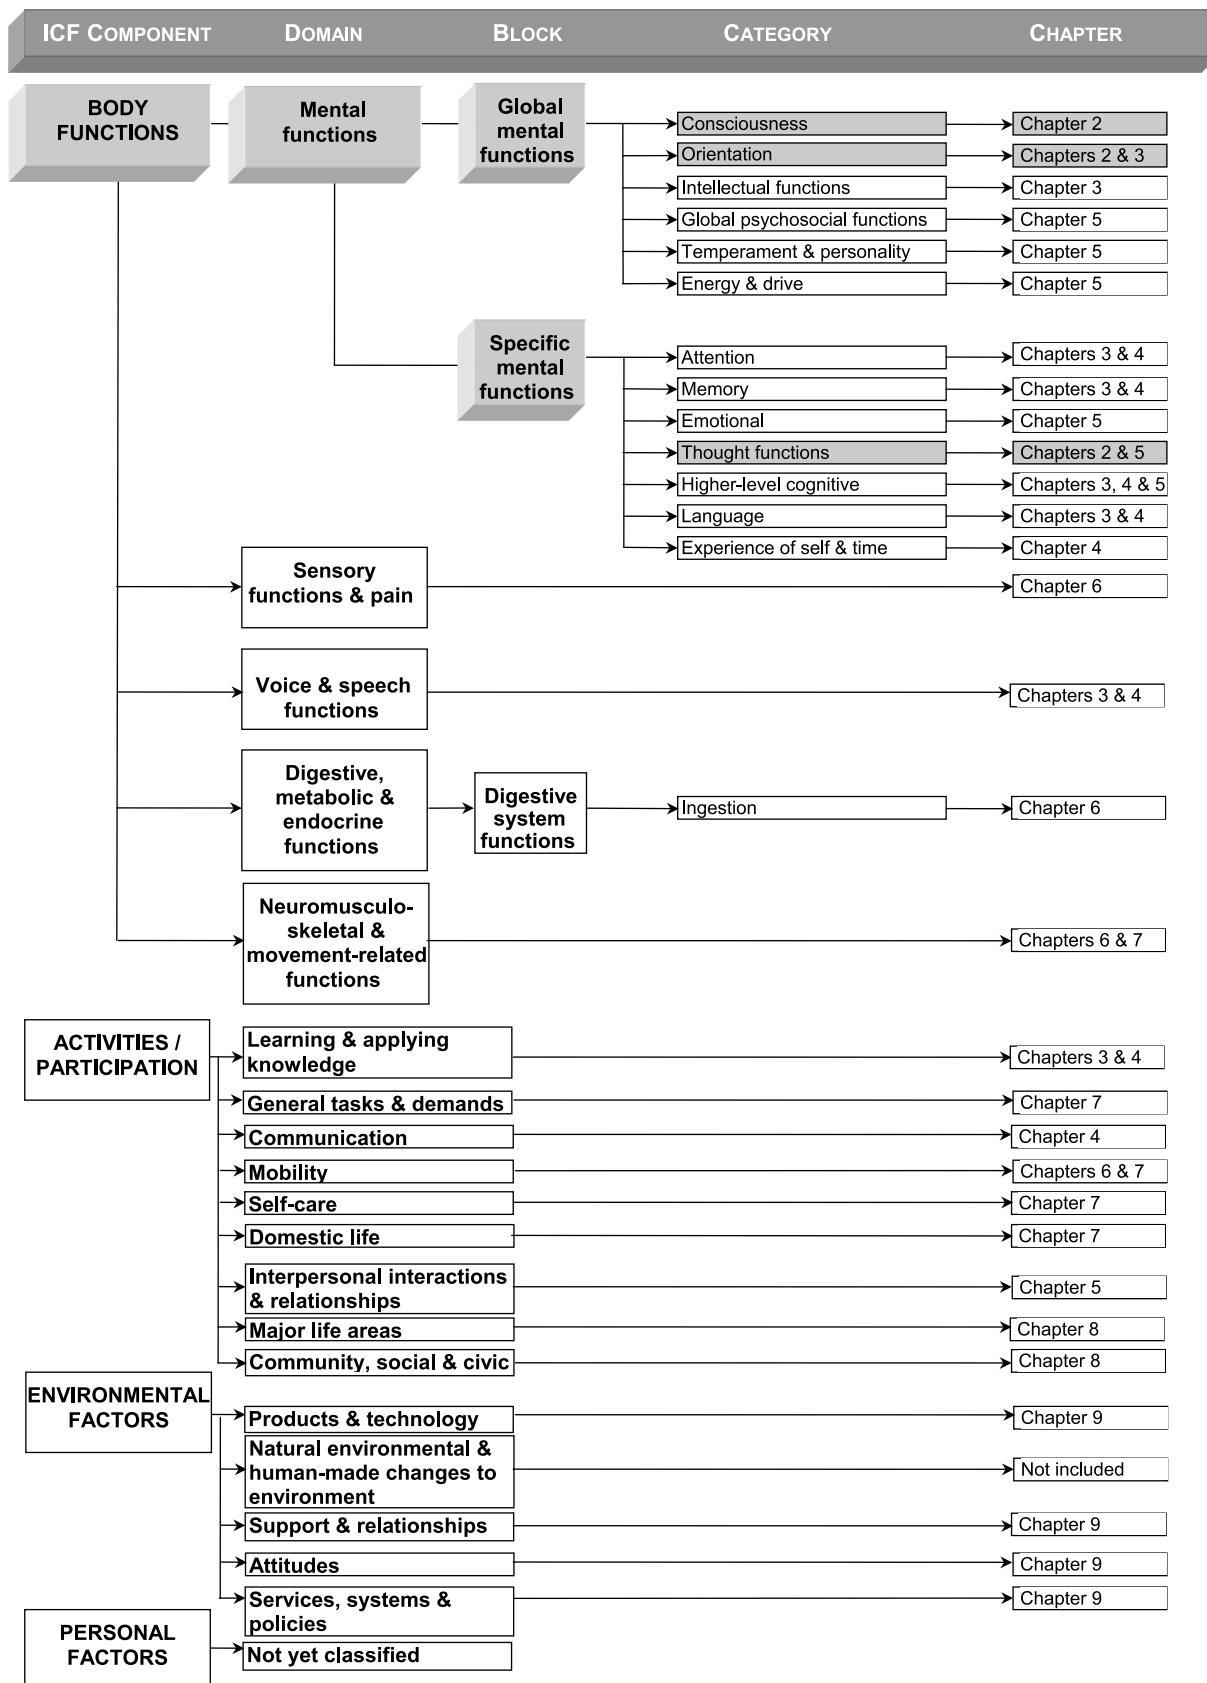 ICF COMPONENT DOMAIN BLOCK CATEGORY CHAPTER
BODY
FUNCTIONS
Mental
functions
Global
mental
functions
Consciousness Chapter 2
Orientation Chapters 2 & 3
Intellectual functions Chapter 3
Global psychosocial functions Chapter 5
Temperament & personality Chapter 5
Energy & drive Chapter 5
Specific
mental
functions
Attention Chapters 3 & 4
Memory Chapters 3 & 4
Emotional Chapter 5
Thought functions Chapters 2 & 5
Higher-level cognitive Chapters 3, 4 & 5
Language Chapters 3 & 4
Experience of self & time Chapter 4
Sensory
functions & pain
Chapter 6
Voice & speech
functions
Chapters 3 & 4
Digestive,
metabolic &
endocrine
functions
Digestive
system
functions
Ingestion Chapter 6
Neuromusculo-
skeletal &
movement-related
functions
Chapters 6 & 7
ACTIVITIES /
PARTICIPATION
Learning & applying
knowledge
Chapters 3 & 4
General tasks & demands Chapter 7
Communication Chapter 4
Mobility Chapters 6 & 7
Self-care Chapter 7
Domestic life Chapter 7
Interpersonal interactions
& relationships
Chapter 5
Major life areas Chapter 8
Community, social & civic Chapter 8
ENVIRONMENTAL
FACTORS
Products & technology Chapter 9
Natural environmental &
human-made changes to
environment
Not included
Support & relationships Chapter 9
Attitudes Chapter 9
Services, systems &
policies
Chapter 9
PERSONAL
FACTORS
Not yet classified